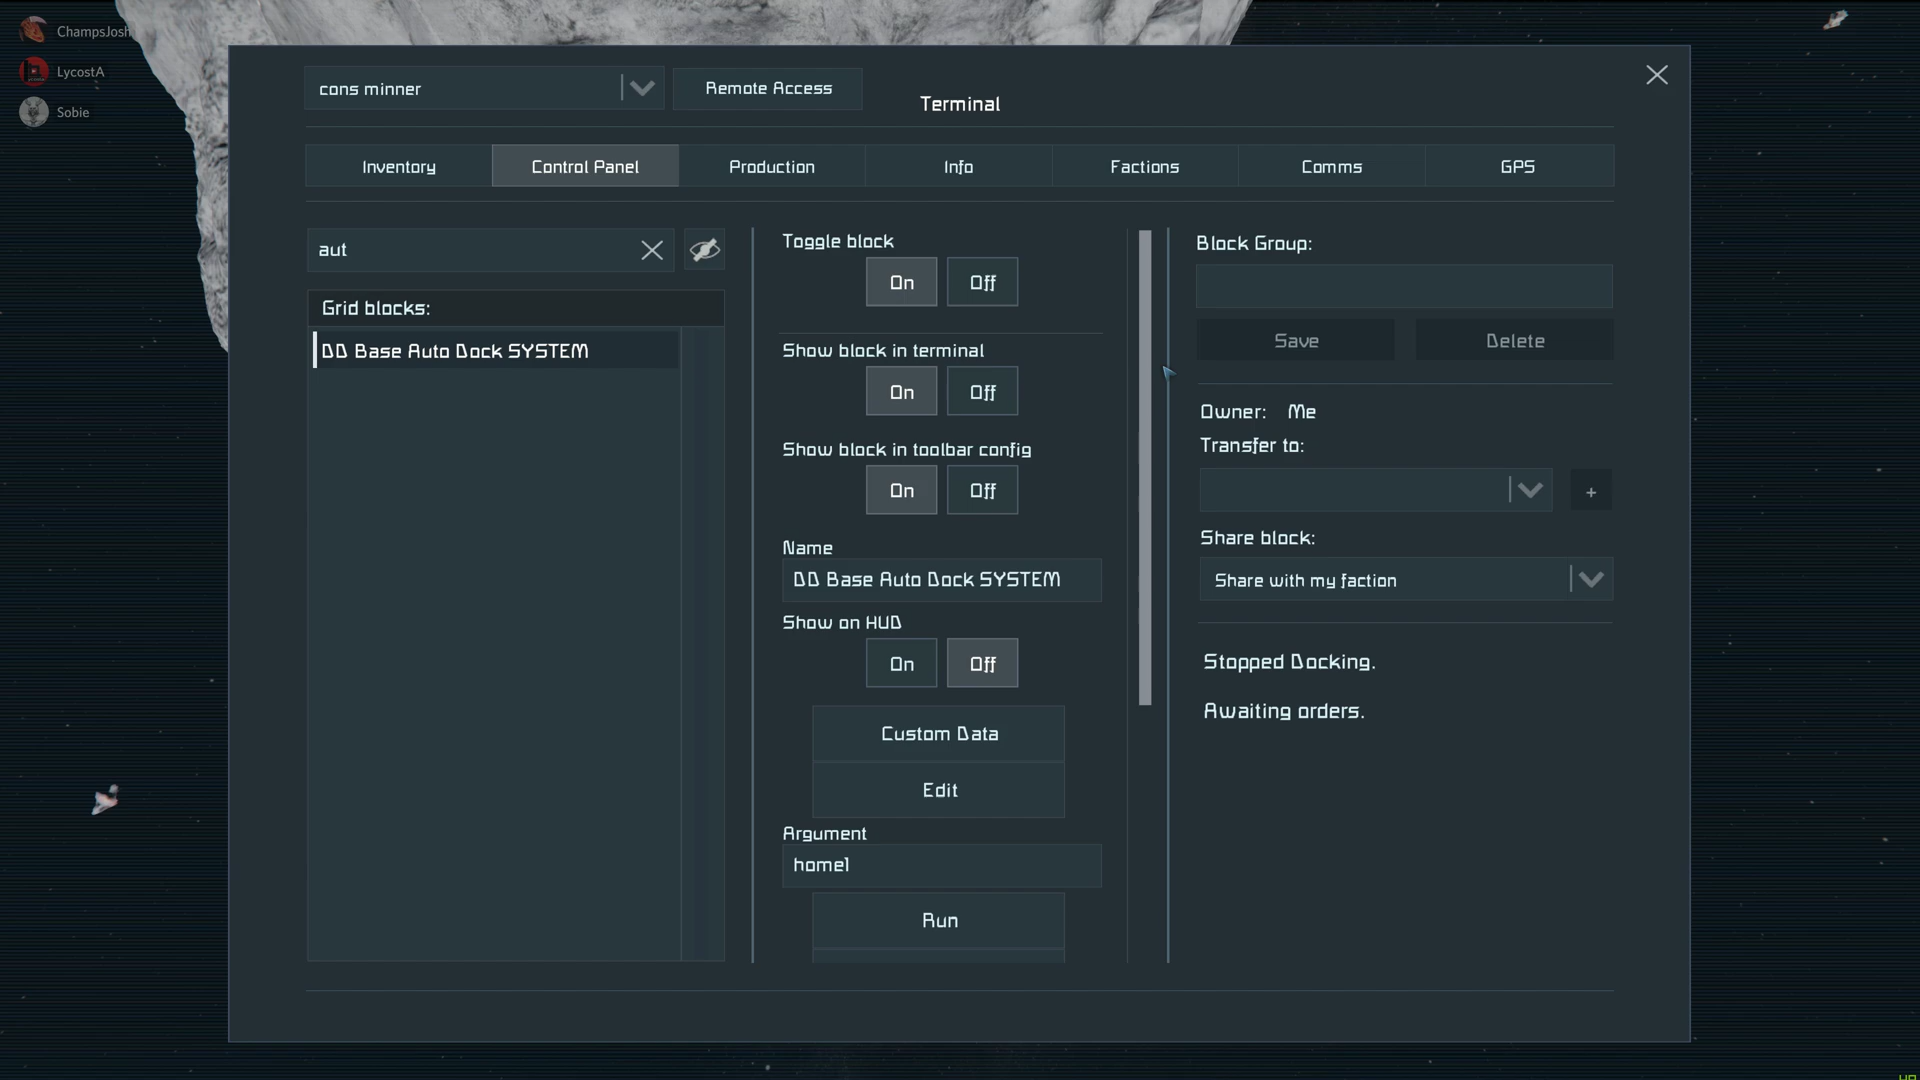 ChampsJosh
LycostA
Sobie
cons minner
Remote Access
Terminal
Inventory
Control Panel
Production
Info
Factions
Comms
GPS
aut
Grid blocks:
DD Base Auto Dock SYSTEM
Toggle block
On
Off
Show block in terminal
On
Off
Show block in toolbar config
On
Off
Name
DD Base Auto Dock SYSTEM
Show on HUD
On
Off
Custom Data
Edit
Argument
home1
Run
Block Group:
Save
Delete
Owner: Me
Transfer to:
+
Share block:
Share with my faction
Stopped Docking.
Awaiting orders.